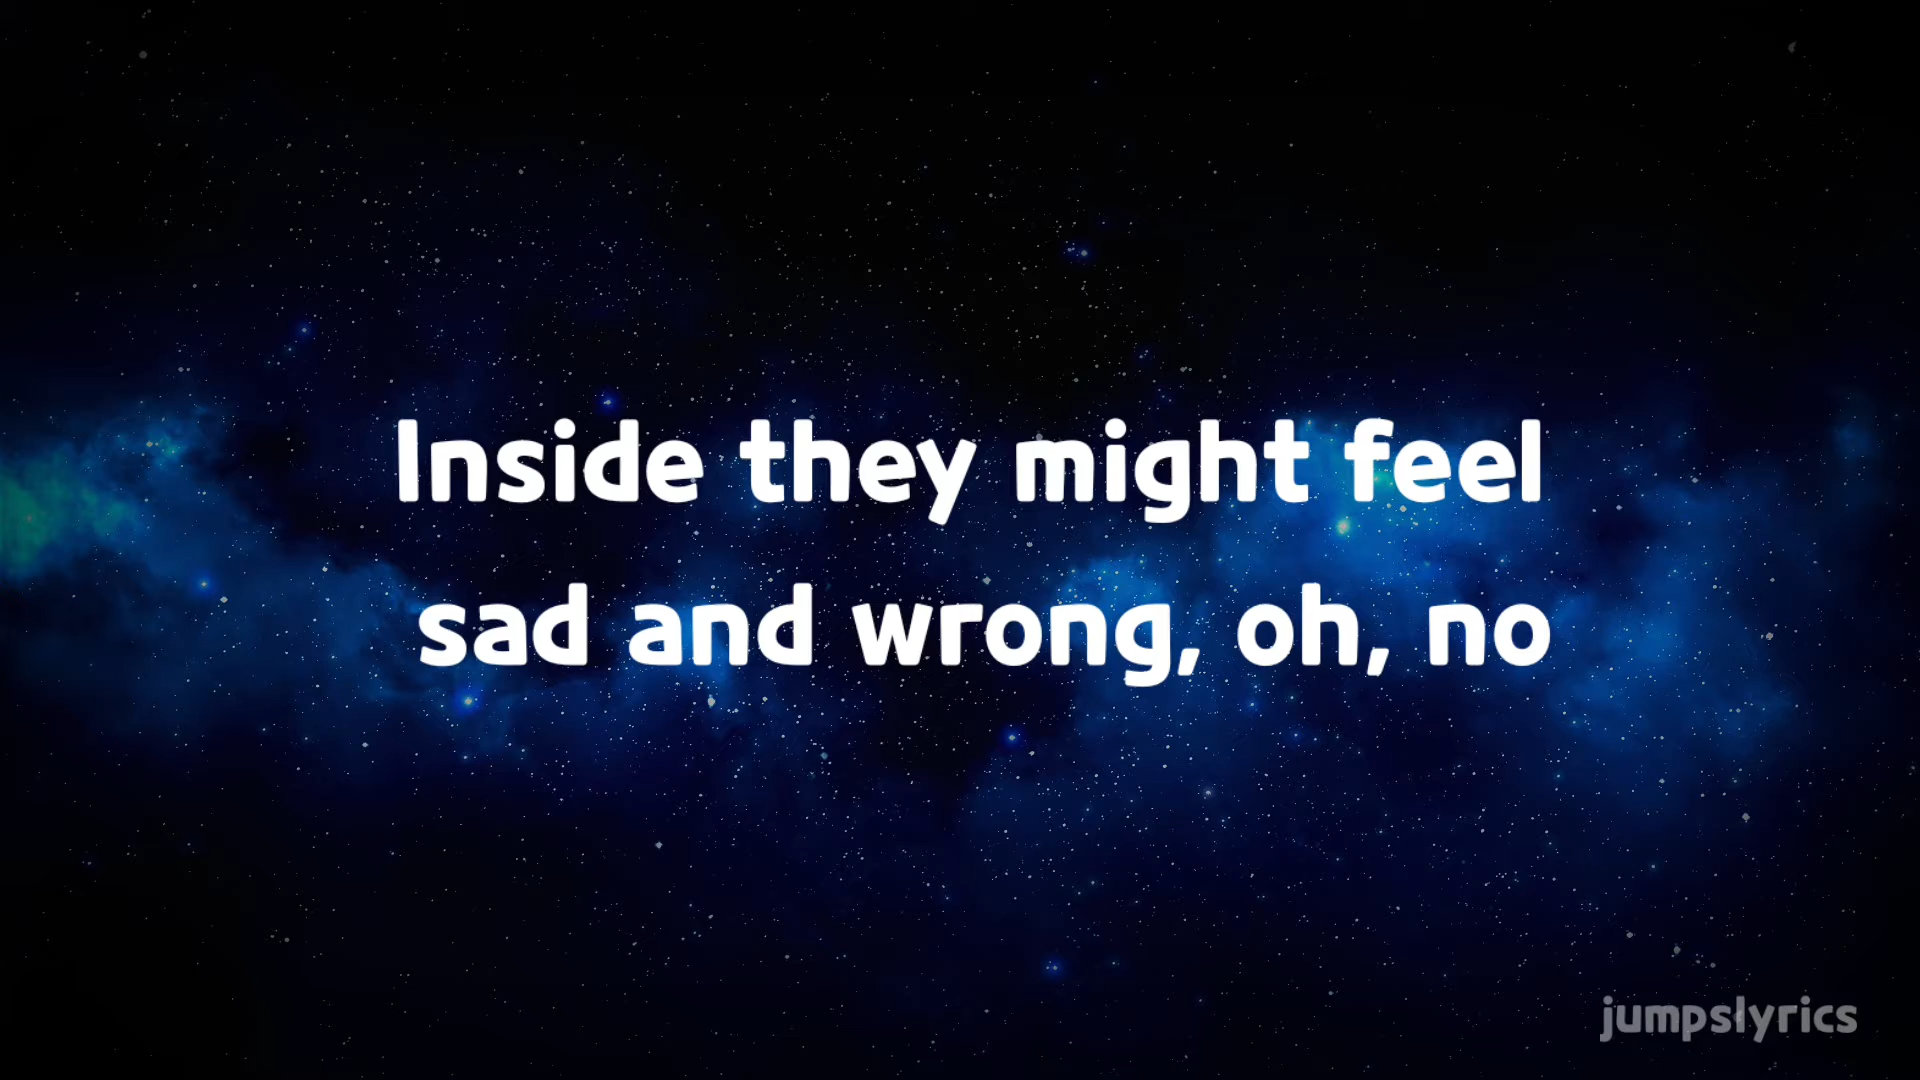 Inside they might feel
sad and wrong, oh, no
jumpslyrics